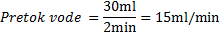 Pretok vode = 30ml/2min = 15ml/min